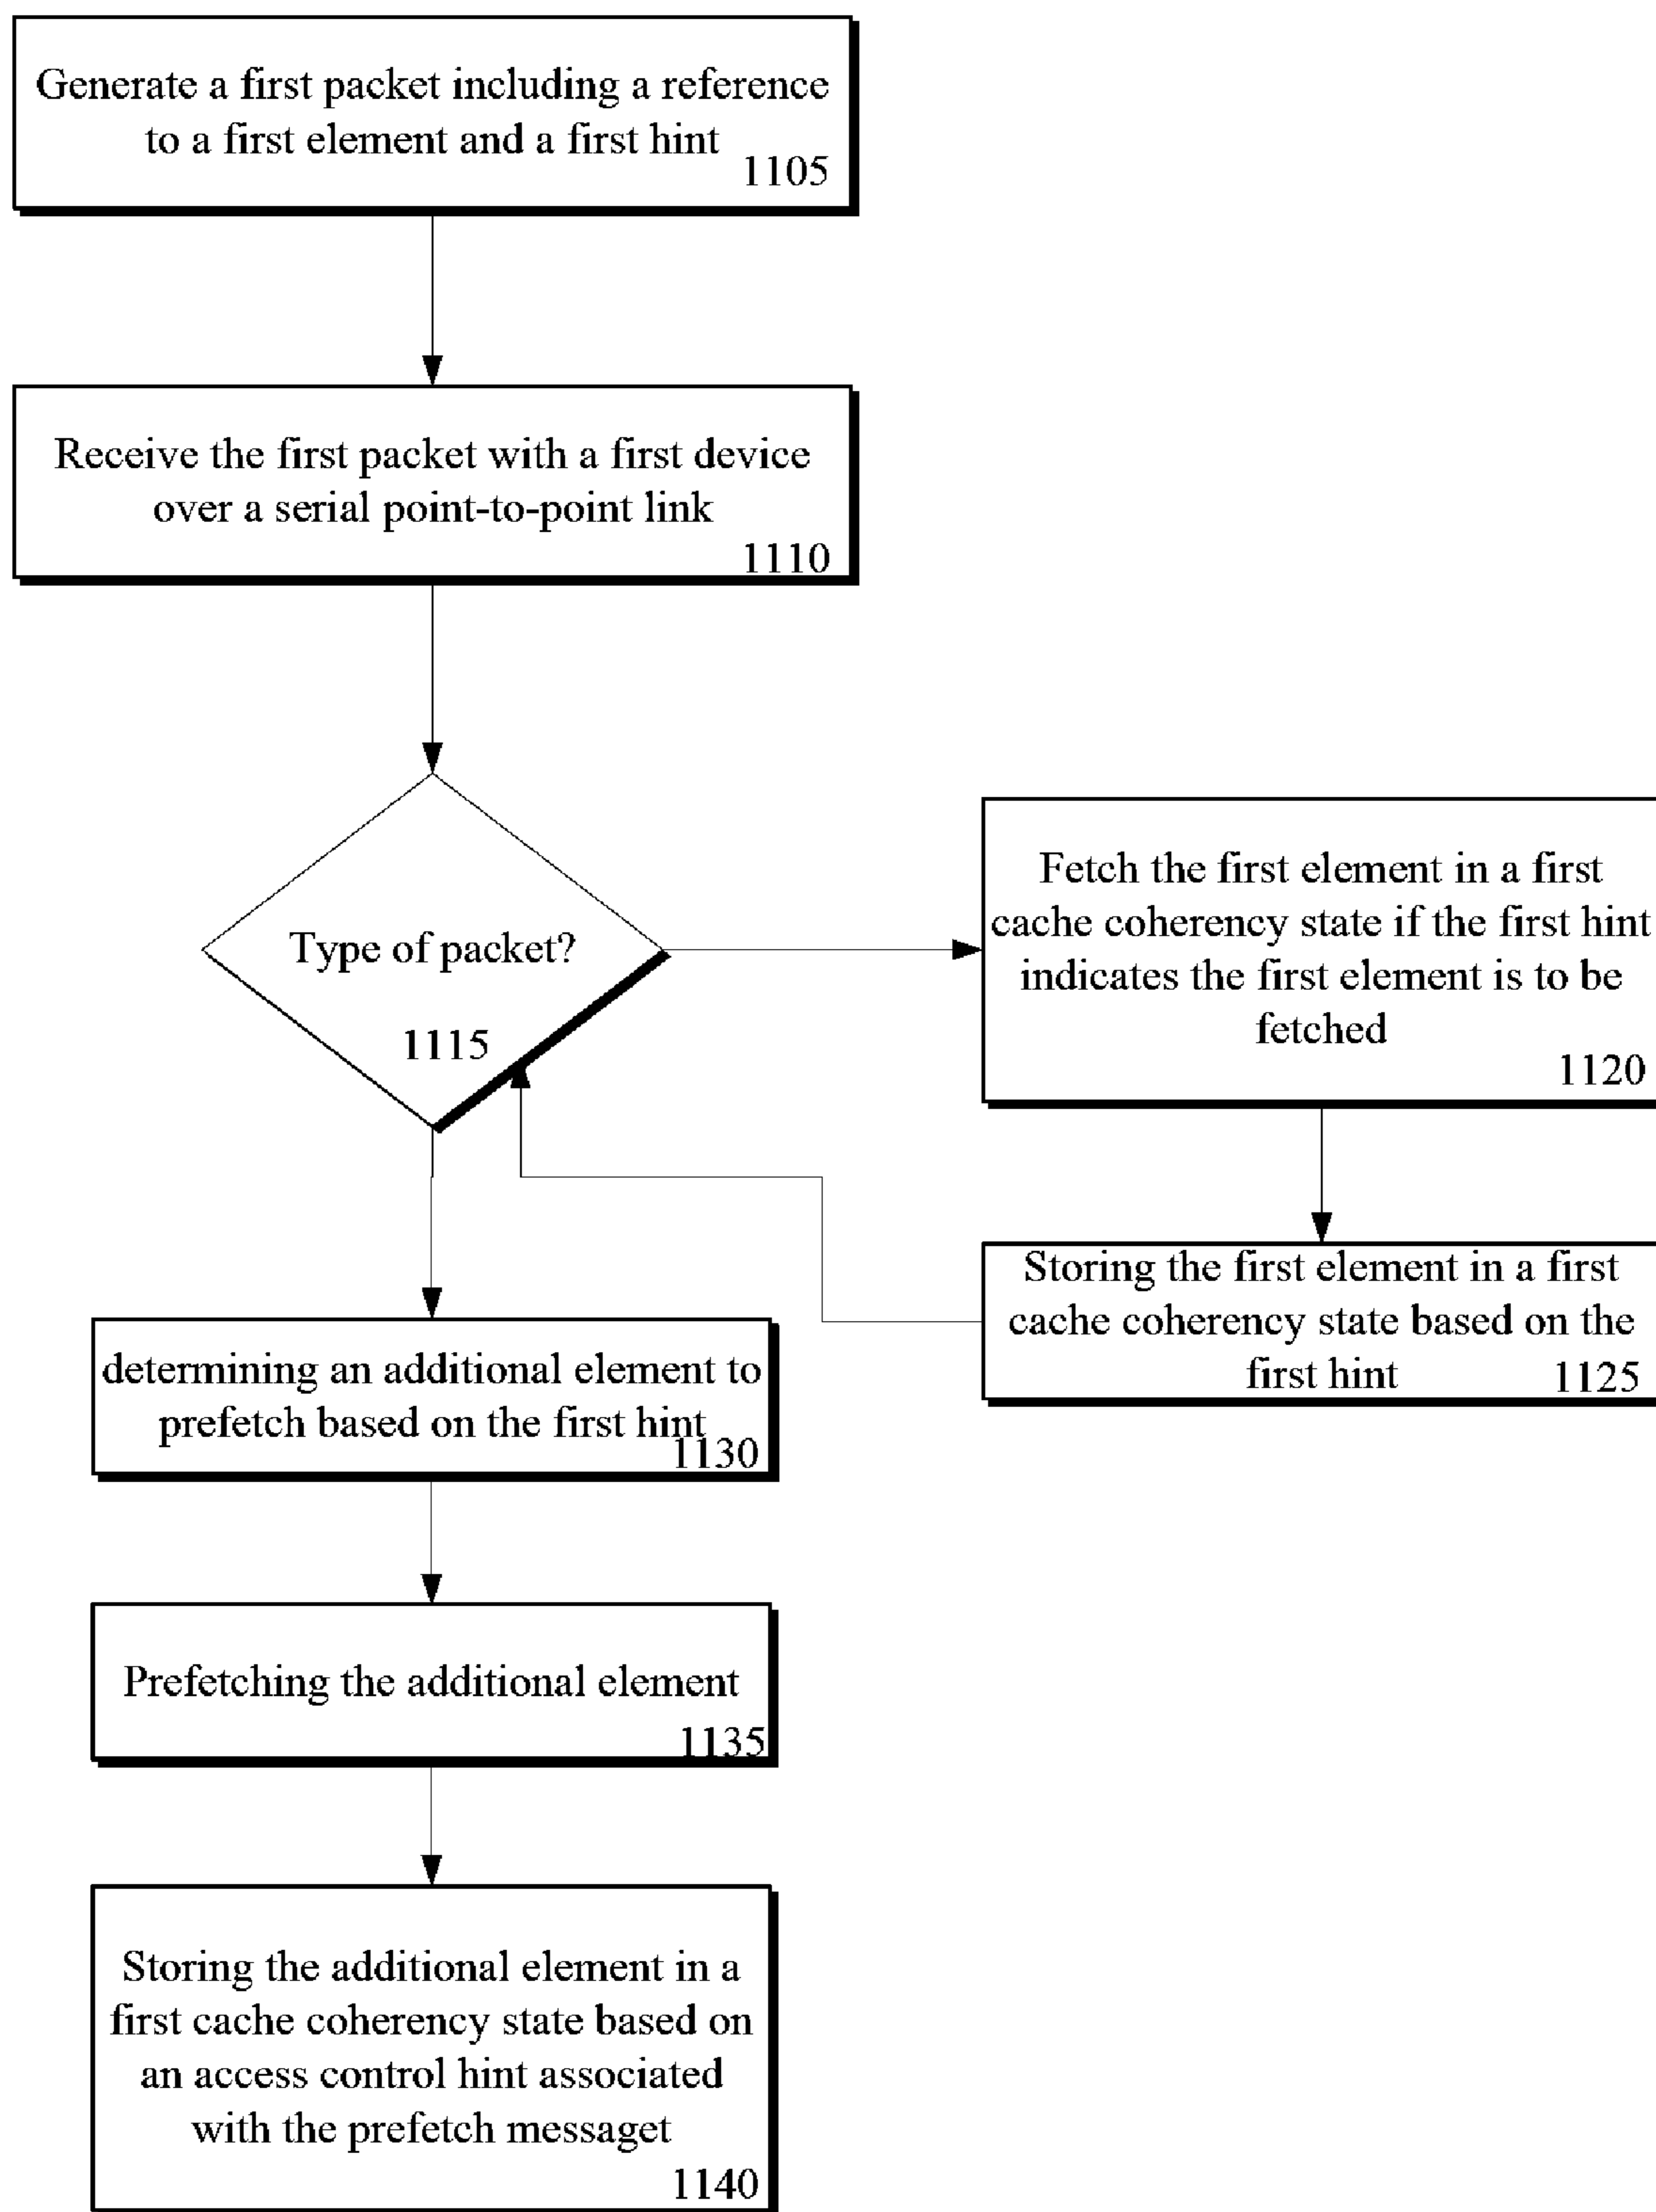 Generate a first packet including a reference
to a first element and a first hint
1105
Receive the first packet with a first device
over a serial point-to-point link
1110
Type of packet?
1115
Fetch the first element in a first
cache coherency state if the first hint
indicates the first element is to be
fetched
1120
Storing the first element in a first
cache coherency state based on the
first hint
1125
determining an additional element to
prefetch based on the first hint
1130
Prefetching the additional element
1135
Storing the additional element in a
first cache coherency state based on
an access control hint associated
with the prefetch messaget
1140